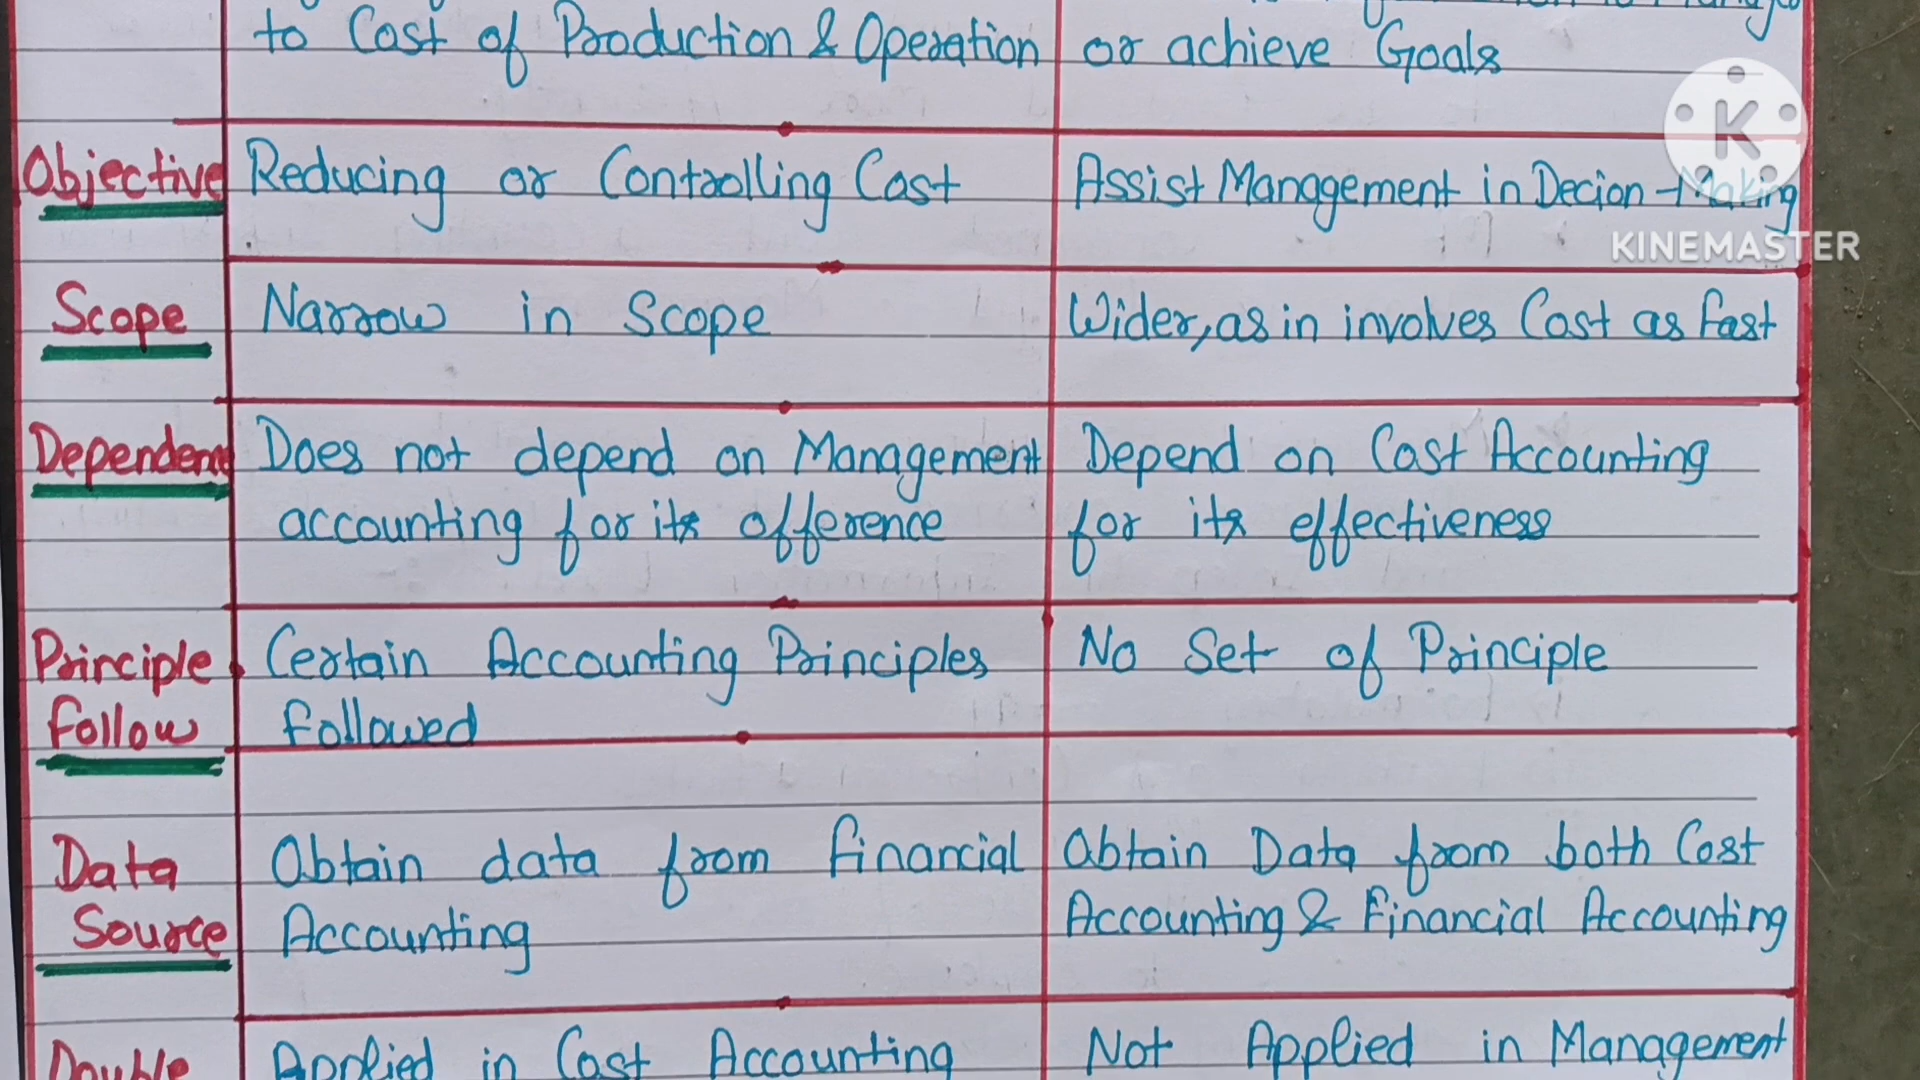 to Cost of Production & Operation
or achieve Goals
Objective
Reducing or Controlling Cost
Assist Management in Decion - Making
KINEMASTER
Scope
Narrow in Scope
Wider, as in involves Cost as fast
Dependence
Does not depend on Management
accounting for its ofference
Depend on Cost Accounting
for its effectiveness
Principle
follow
Certain Accounting Principles
followed
No Set of Principle
Data
Source
Obtain data from financial
Accounting
Obtain Data from both Cost
Accounting & Financial Accounting
Double
Applied in Cost Accounting
Not Applied in Management